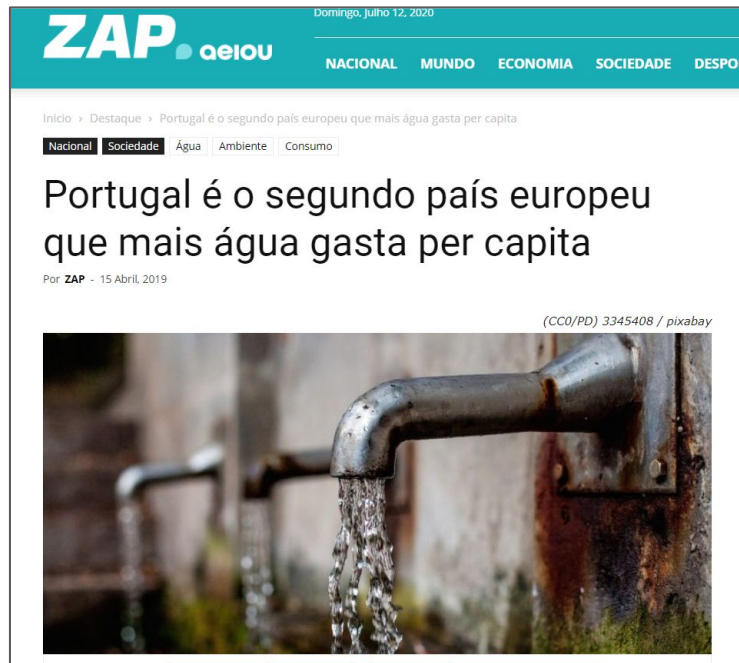 Domingo, Julho 12, 2020
ZAP aeiou
NACIONAL MUNDO ECONOMIA SOCIEDADE DESPO
Início › Destaque › Portugal é o segundo país europeu que mais água gasta per capita
Nacional Sociedade Água Ambiente Consumo
Portugal é o segundo país europeu
que mais água gasta per capita
Por ZAP - 15 Abril, 2019
(CC0/PD) 3345408 / pixabay